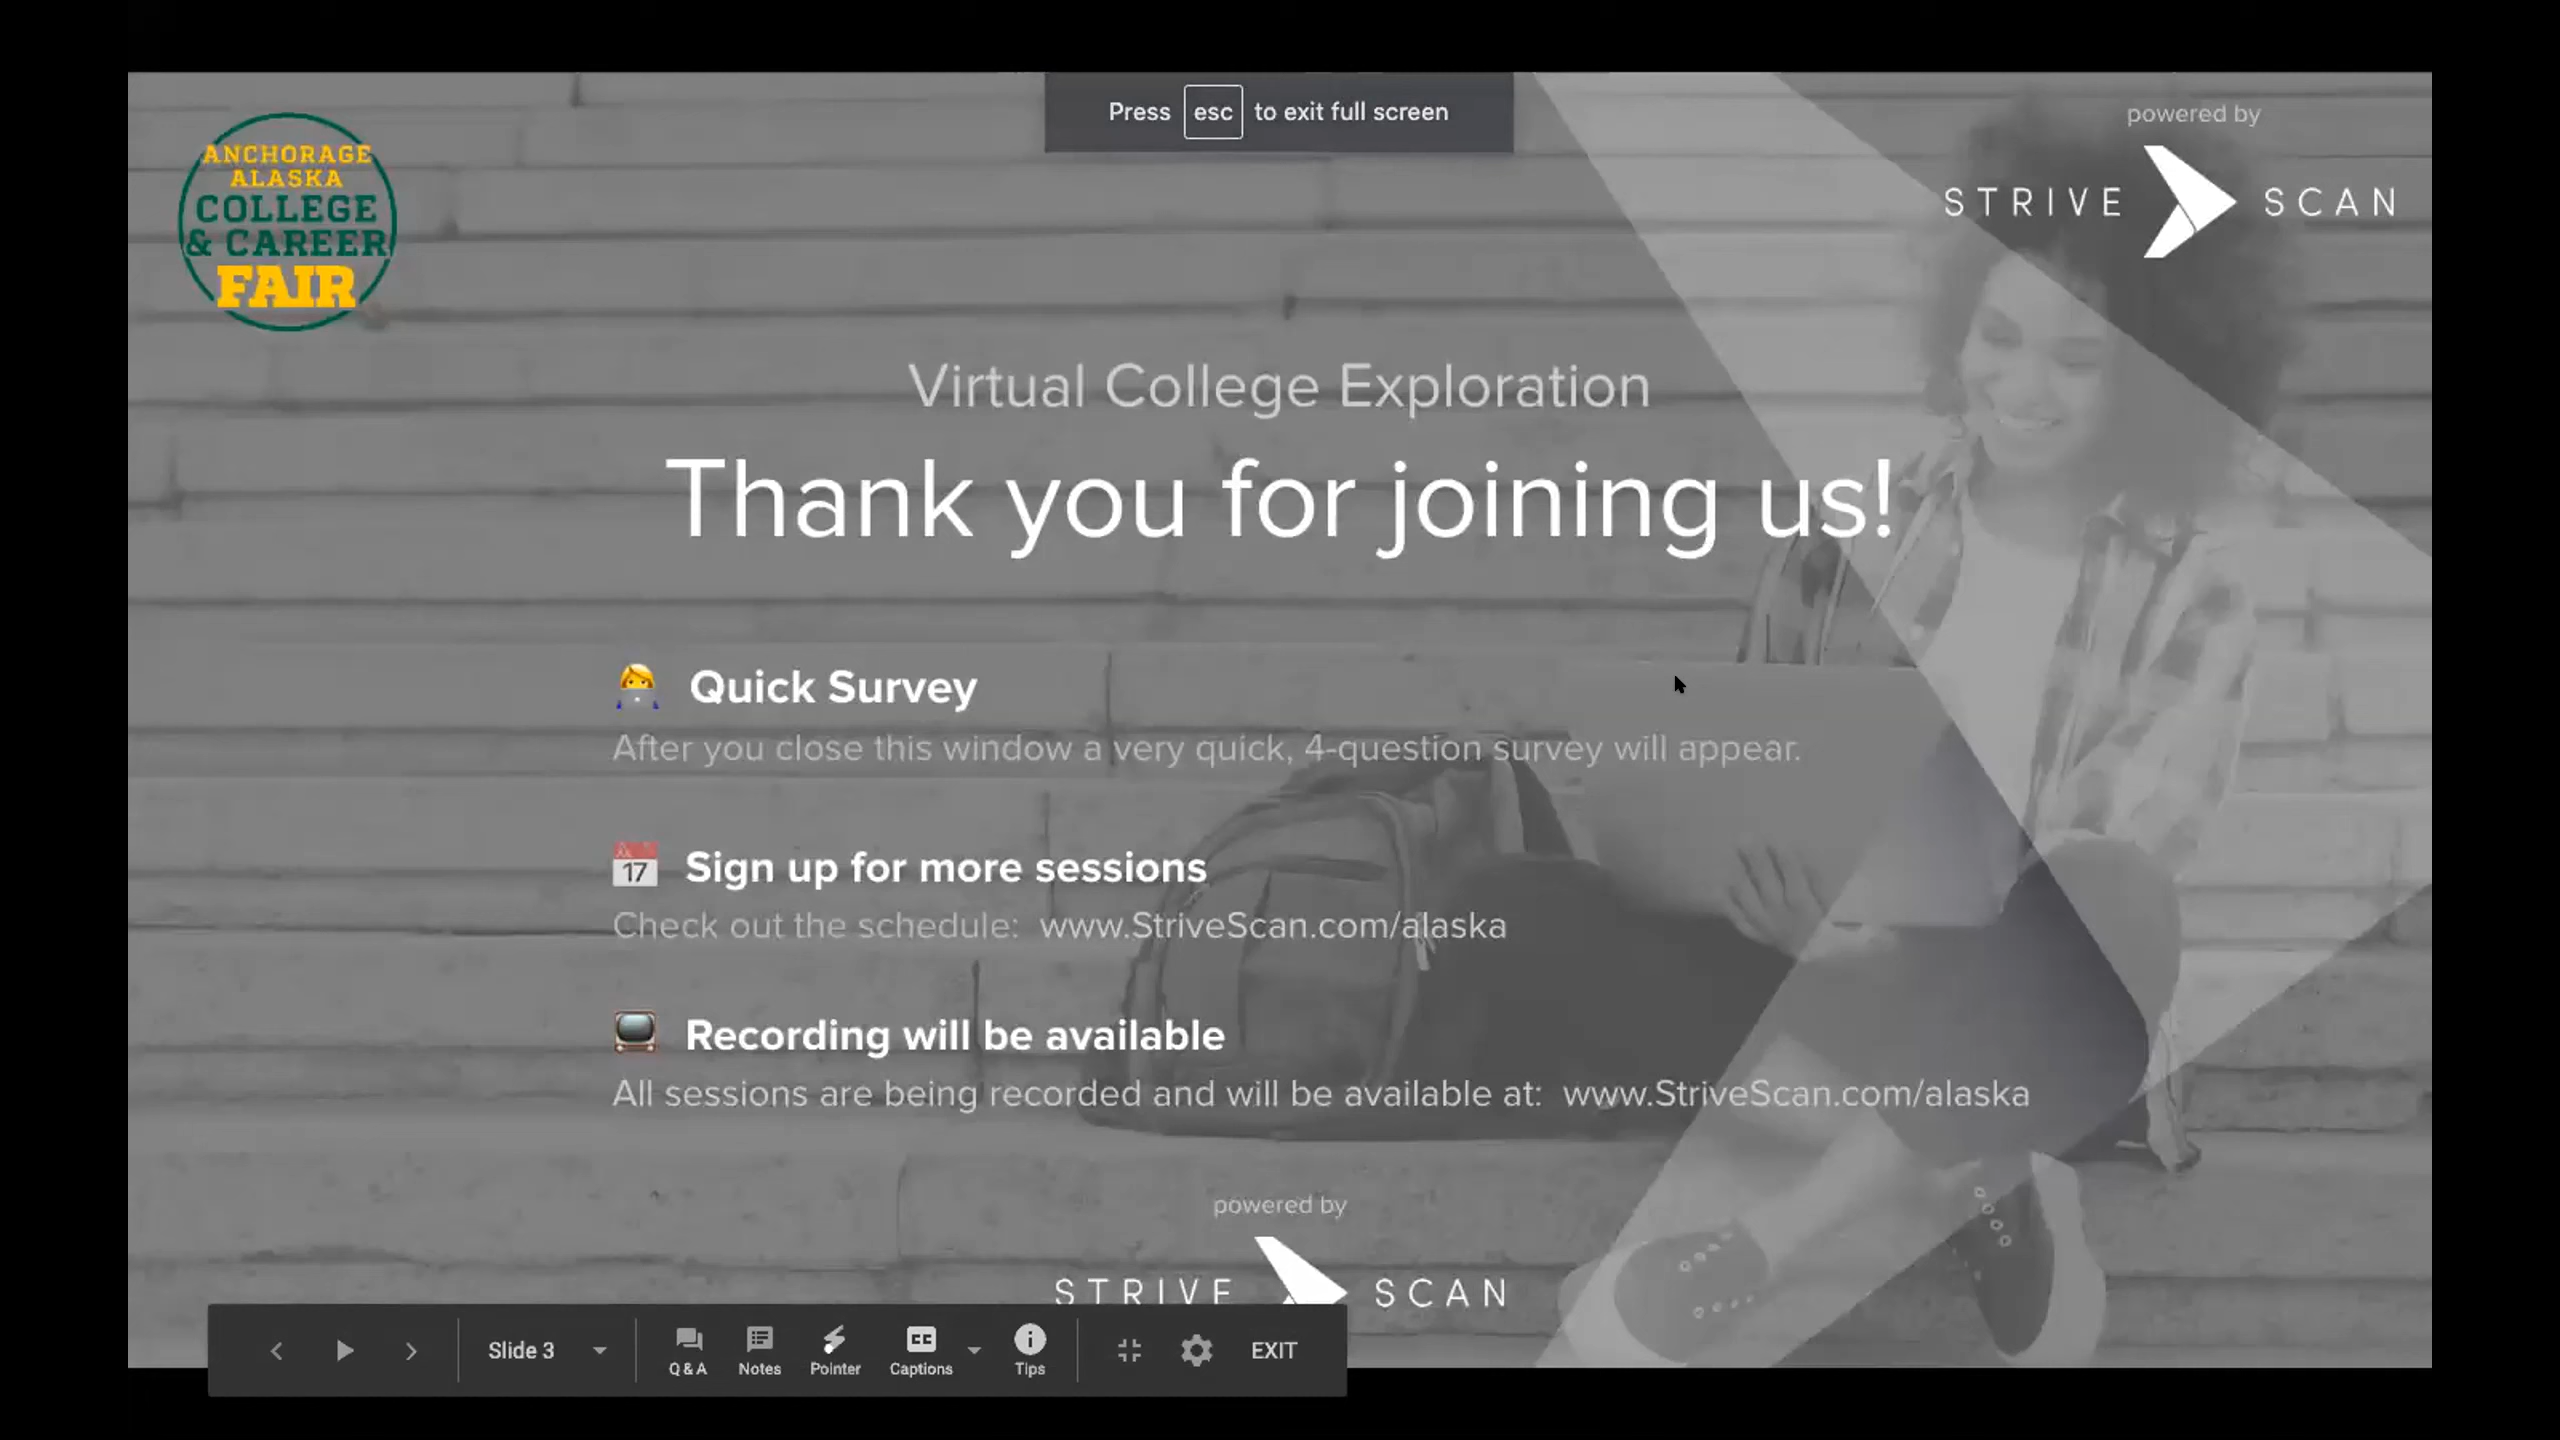 Press esc to exit full screen
powered by
STRIVE SCAN
ANCHORAGE
ALASKA
COLLEGE
& CAREER
FAIR
Virtual College Exploration
Thank you for joining us!
Quick Survey
After you close this window a very quick, 4-question survey will appear.
17
Sign up for more sessions
Check out the schedule: www.StriveScan.com/alaska
Recording will be available
All sessions are being recorded and will be available at: www.StriveScan.com/alaska
powered by
STRIVE SCAN
Slide 3
Q & A
Notes
Pointer
CC
Captions
Tips
EXIT